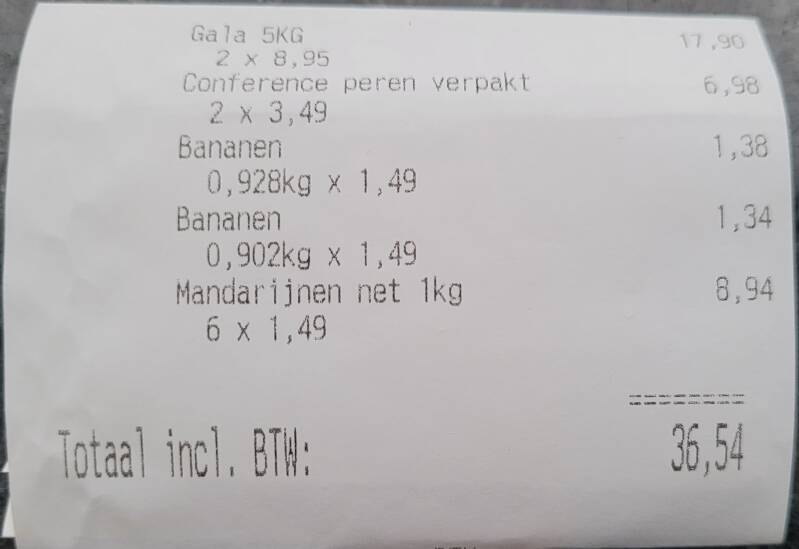 Gala 5KG 17,90
2 x 8,95
Conference peren verpakt 6,98
2 x 3,49
Bananen 1,38
0,928kg x 1,49
Bananen 1,34
0,902kg x 1,49
Mandarijnen net 1kg 8,94
6 x 1,49
Totaal incl. BTW: 36,54